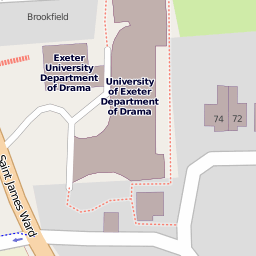 Brookfield
Exeter
University
Department
of Drama
University
of Exeter
Department
of Drama
74
72
Saint James Ward